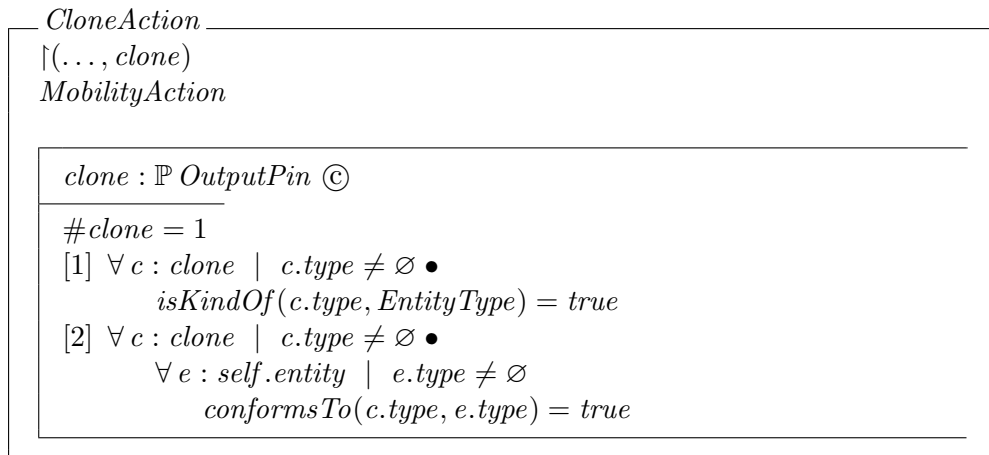 CloneAction
↾(..., clone)
MobilityAction
clone : ℙ OutputPin ©
#clone = 1
[1] ∀ c : clone | c.type ≠ ∅ •
isKindOf(c.type, EntityType) = true
[2] ∀ c : clone | c.type ≠ ∅ •
∀ e : self.entity | e.type ≠ ∅
conformsTo(c.type, e.type) = true